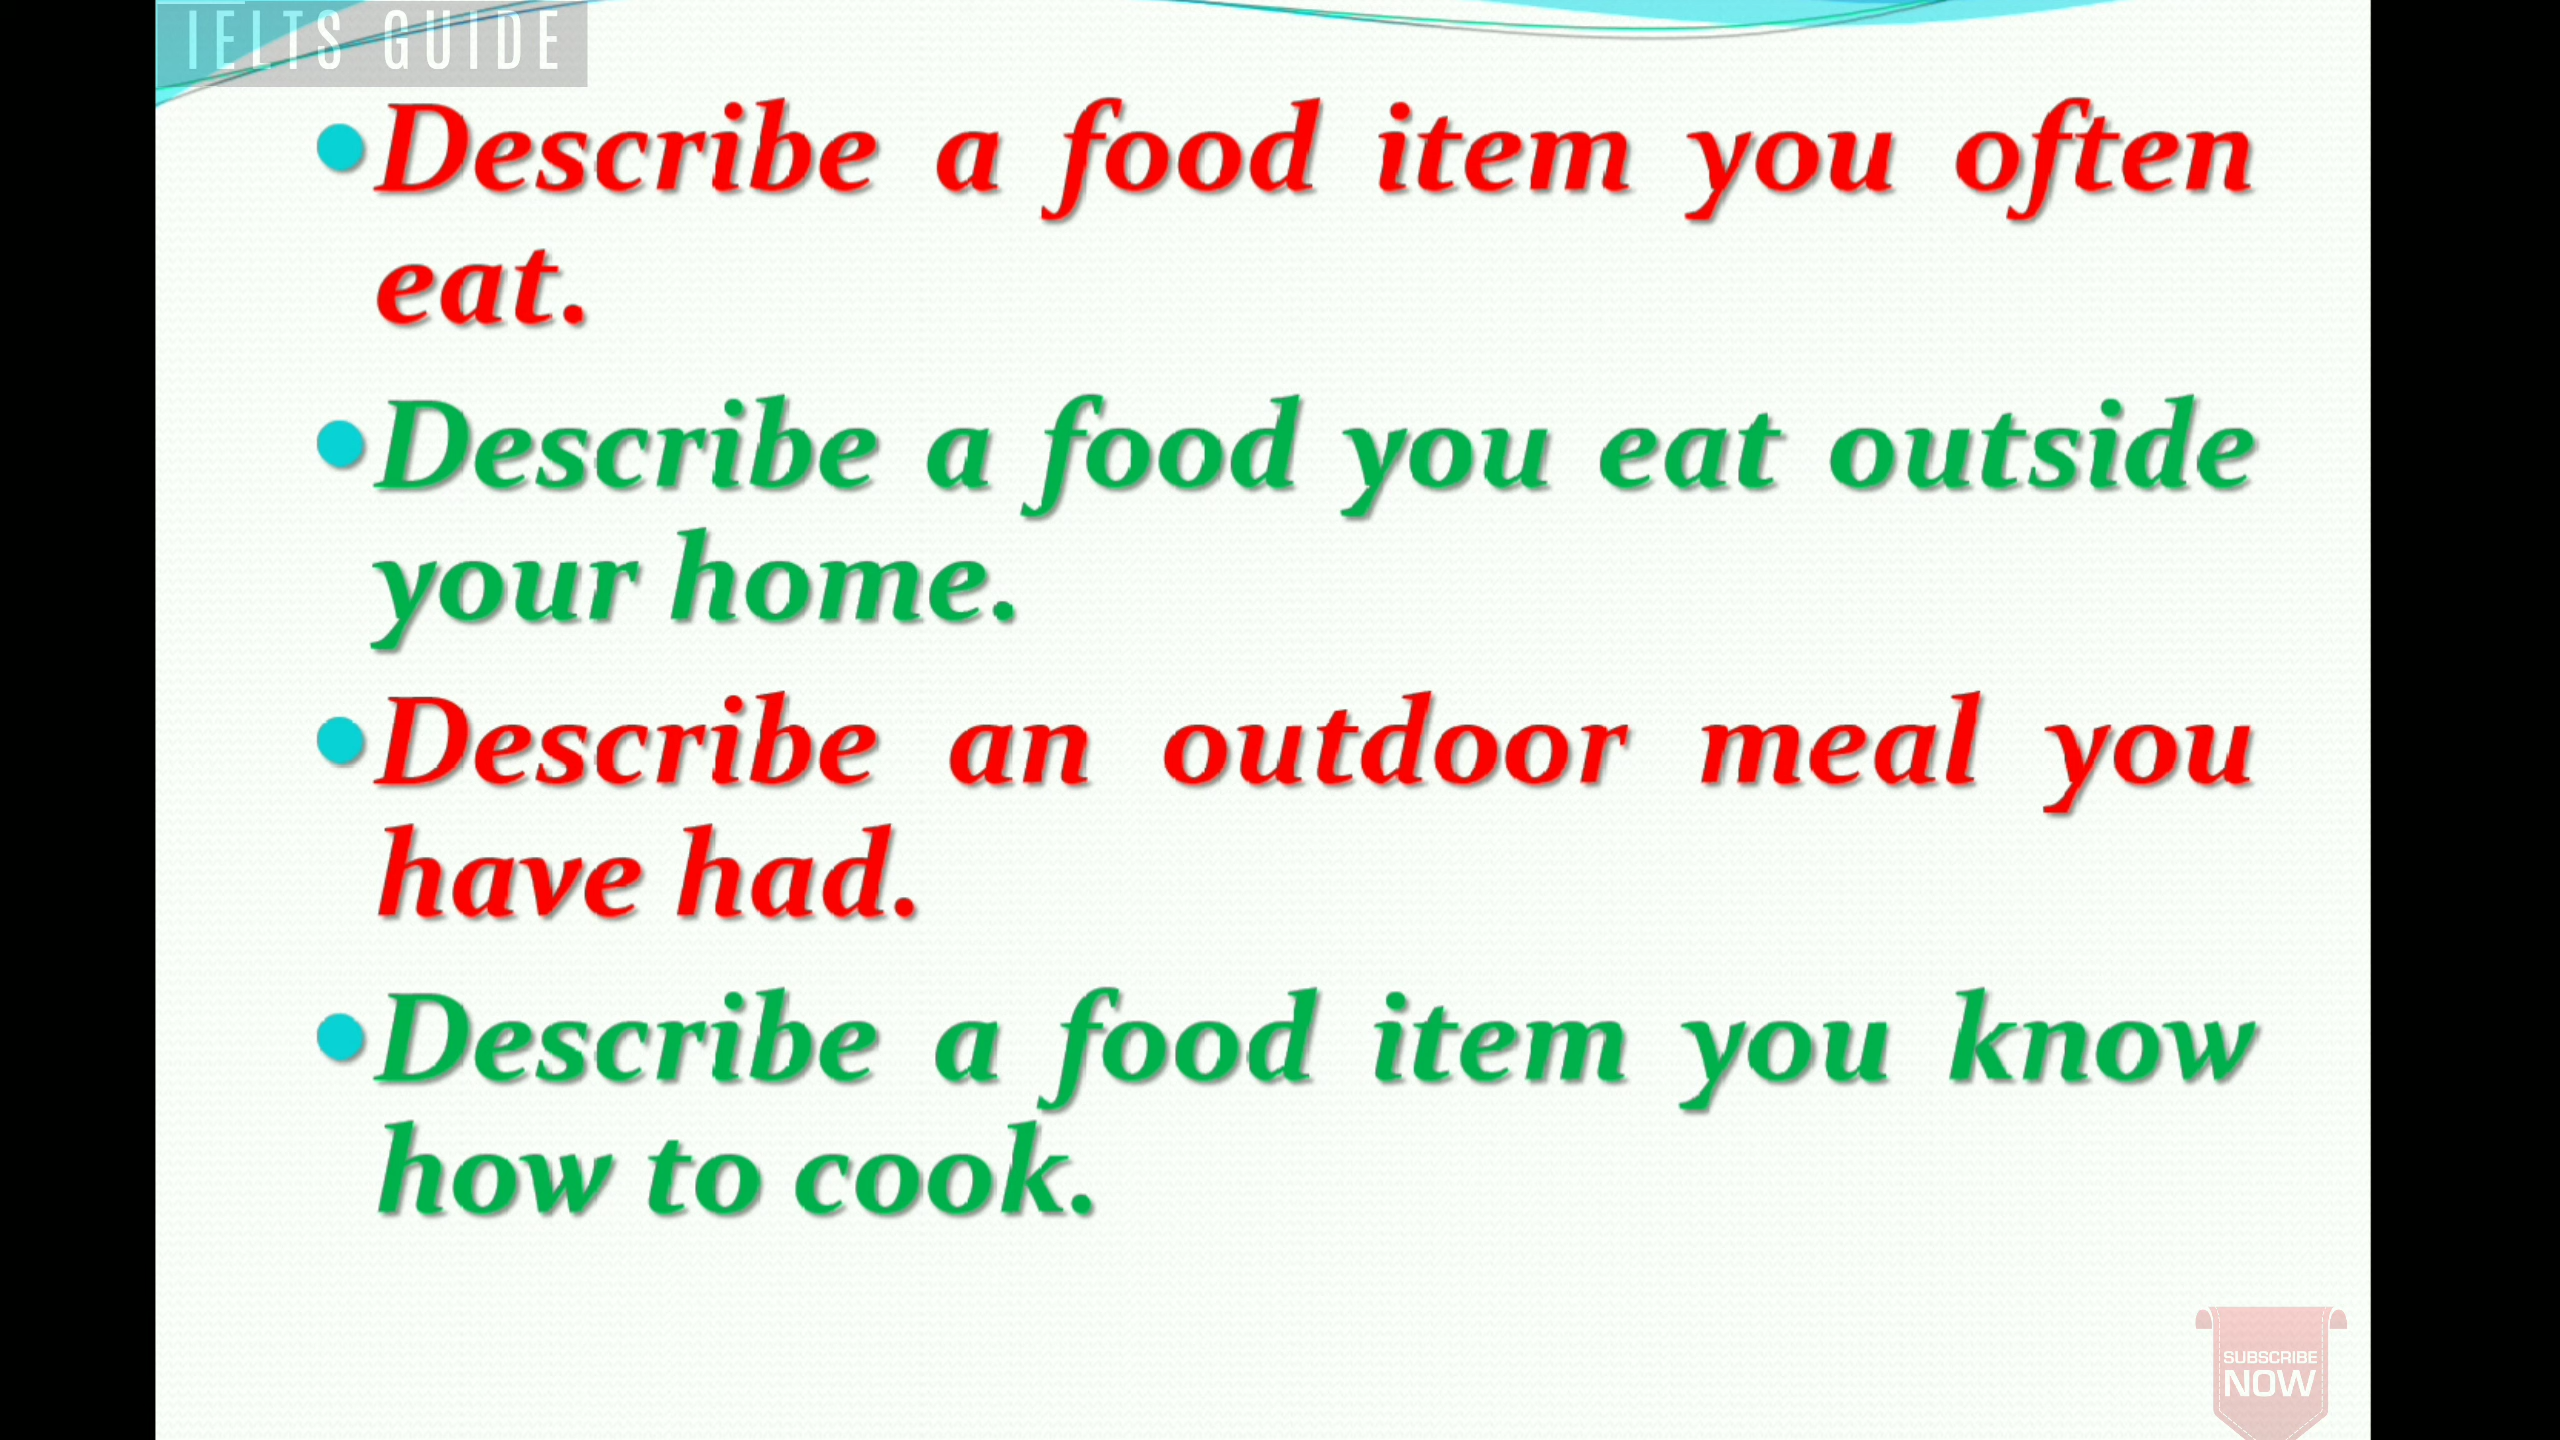 IELTS GUIDE
Describe a food item you often
eat.
Describe a food you eat outside
your home.
Describe an outdoor meal you
have had.
Describe a food item you know
how to cook.
SUBSCRIBE
NOW